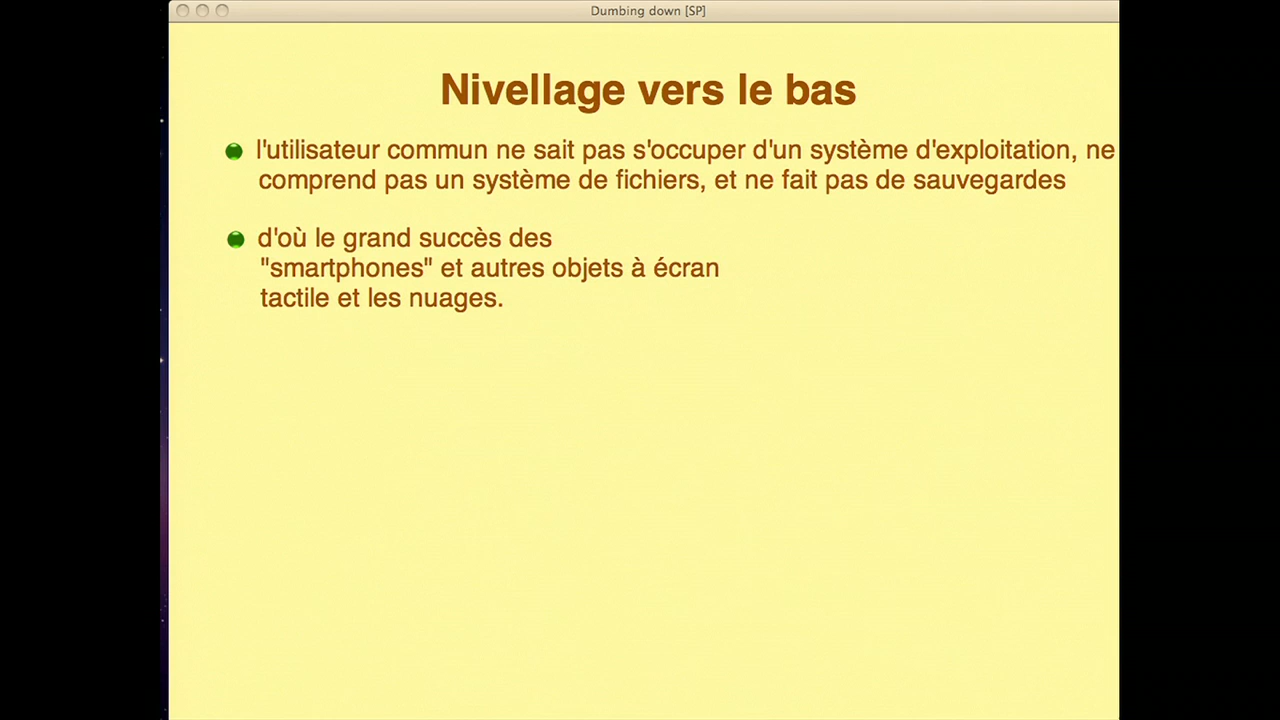 Dumbing down [SP]
Nivellage vers le bas
l'utilisateur commun ne sait pas s'occuper d'un système d'exploitation, ne
comprend pas un système de fichiers, et ne fait pas de sauvegardes
d'où le grand succès des
"smartphones" et autres objets à écran
tactile et les nuages.